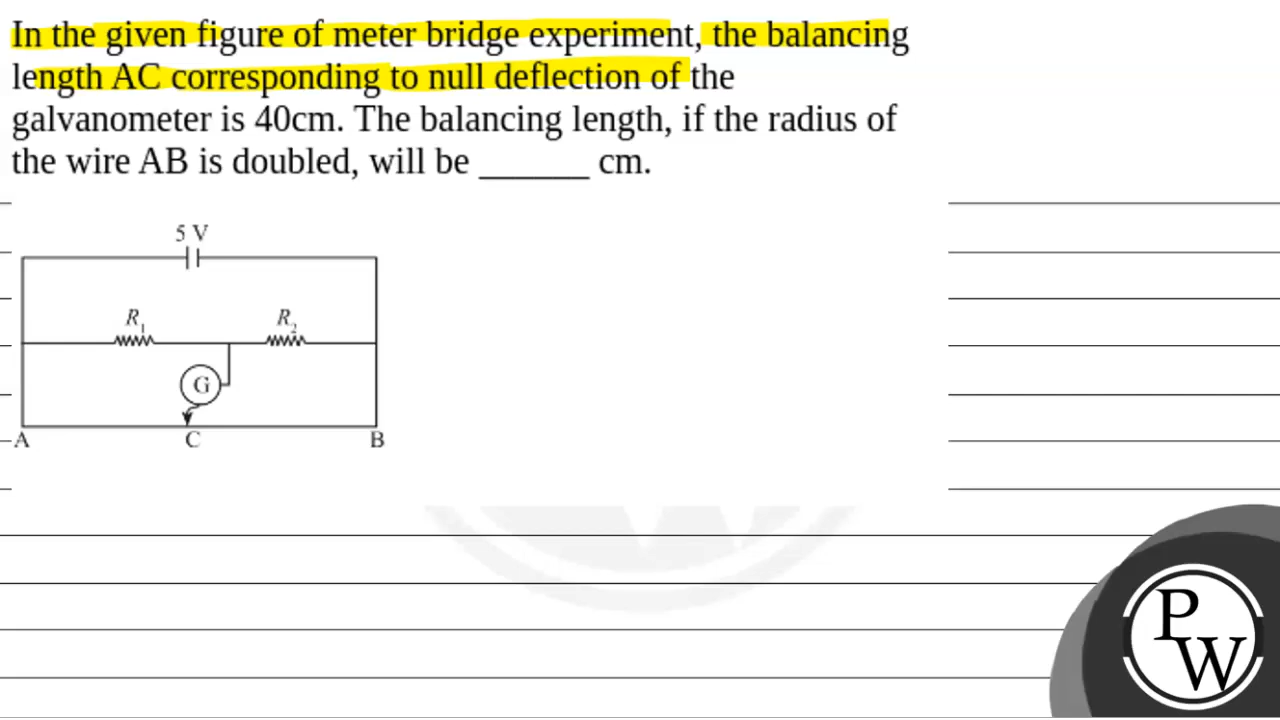 In the given figure of meter bridge experiment, the balancing
length AC corresponding to null deflection of the
galvanometer is 40cm. The balancing length, if the radius of
the wire AB is doubled, will be ______ cm.
5 V
R1 R2
G
A C B
P
W